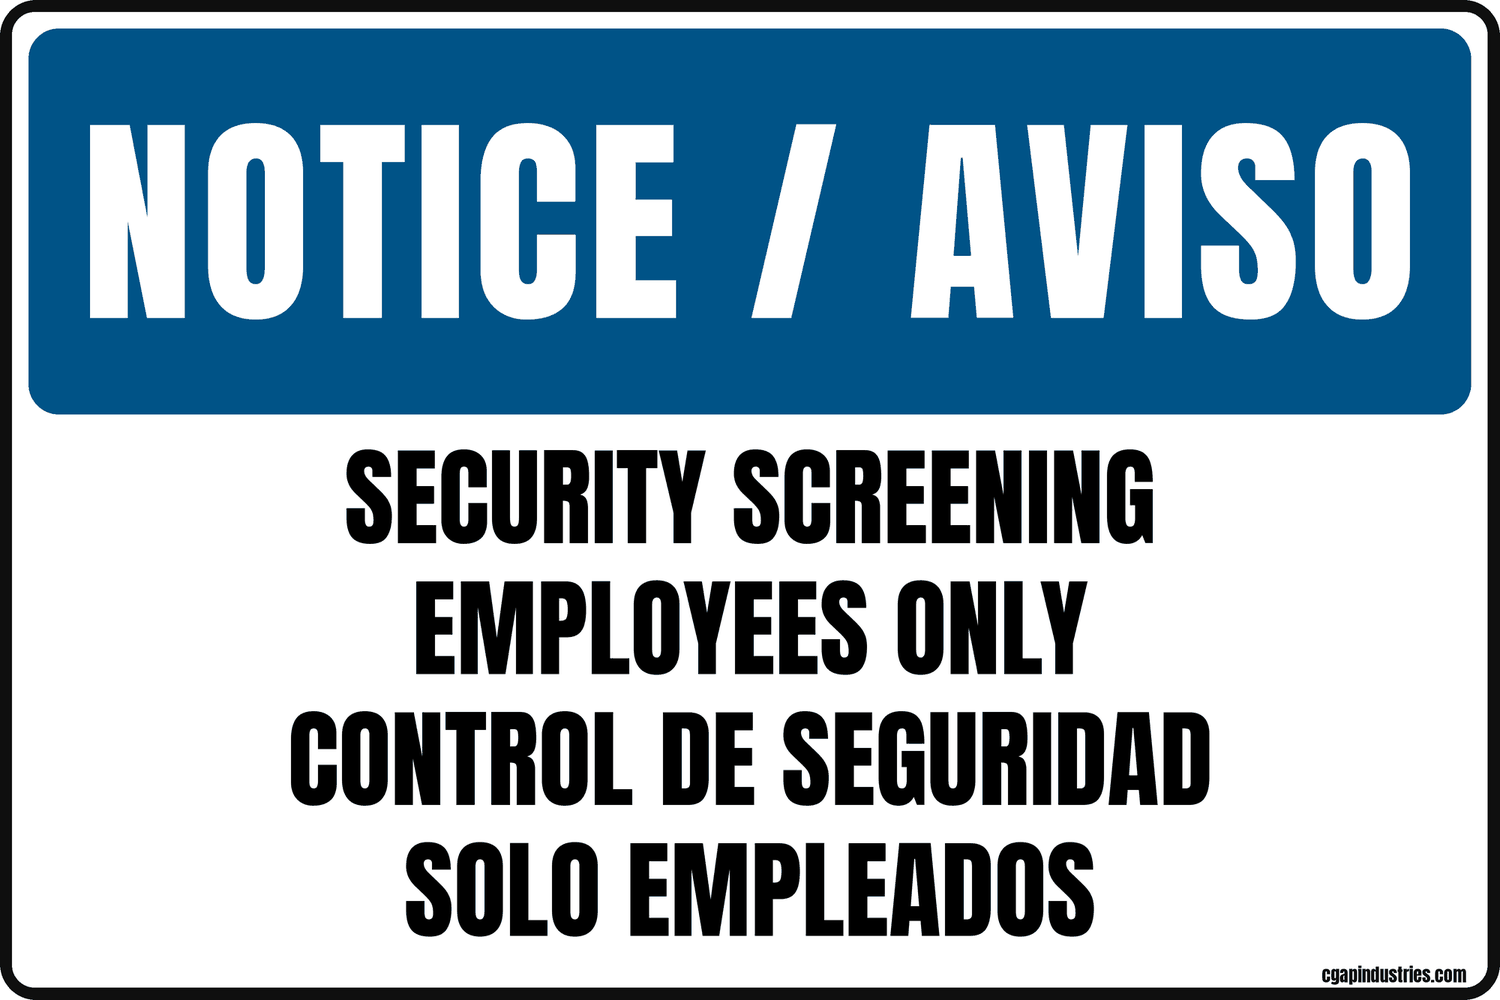 NOTICE / AVISO
SECURITY SCREENING
EMPLOYEES ONLY
CONTROL DE SEGURIDAD
SOLO EMPLEADOS
cgapindustries.com